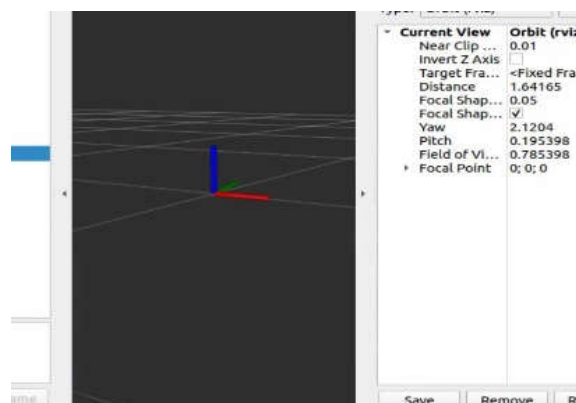 Current View Orbit (rviz
Near Clip ... 0.01
Invert Z Axis
Target Fra... <Fixed Fra
Distance 1.64165
Focal Shap... 0.05
Focal Shap... ✓
Yaw 2.1204
Pitch 0.195398
Field of Vi... 0.785398
Focal Point 0; 0; 0
Save Remove R